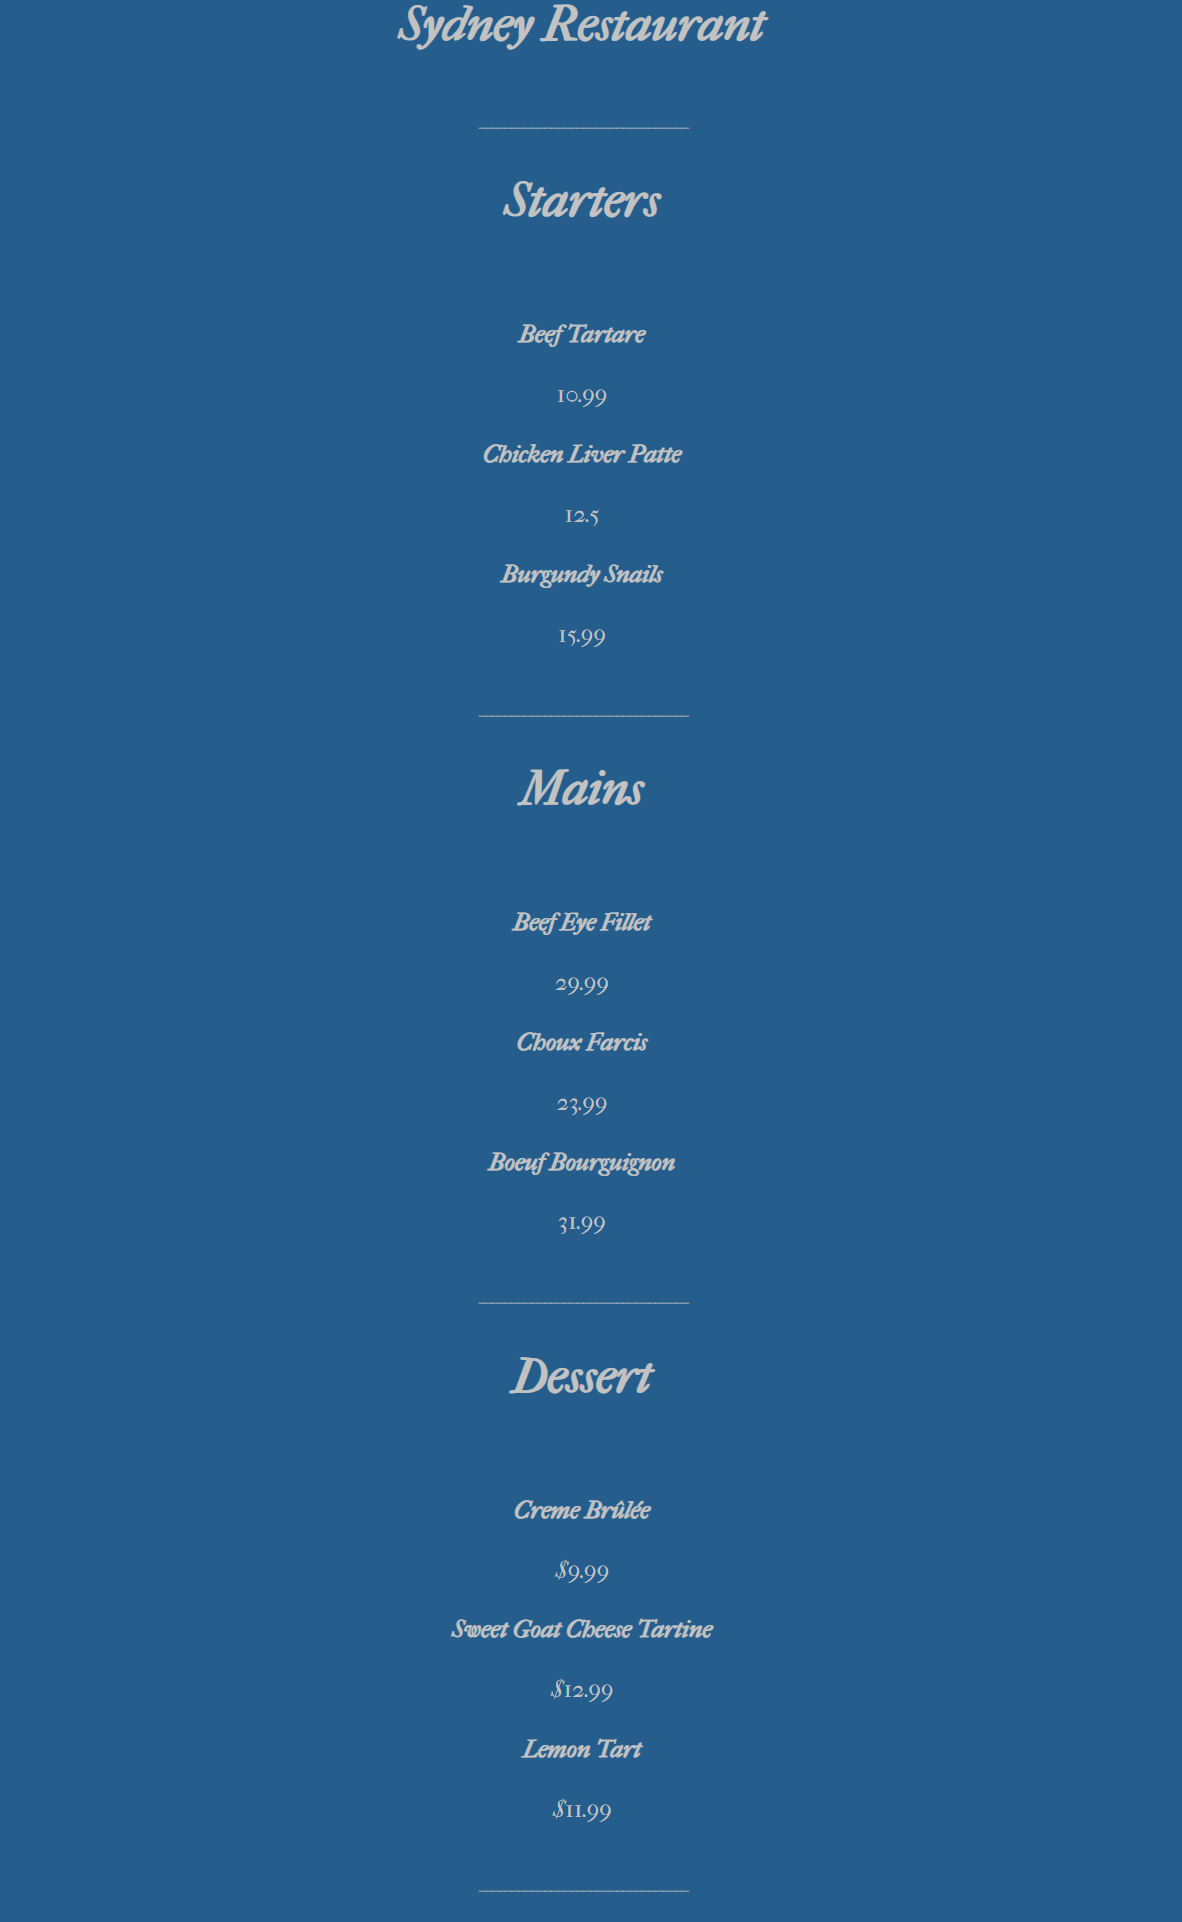 Sydney Restaurant
Starters
Beef Tartare
10.99
Chicken Liver Patte
12.5
Burgundy Snails
15.99
Mains
Beef Eye Fillet
29.99
Choux Farcis
23.99
Boeuf Bourguignon
31.99
Dessert
Creme Brûlée
$9.99
Sweet Goat Cheese Tartine
$12.99
Lemon Tart
$11.99